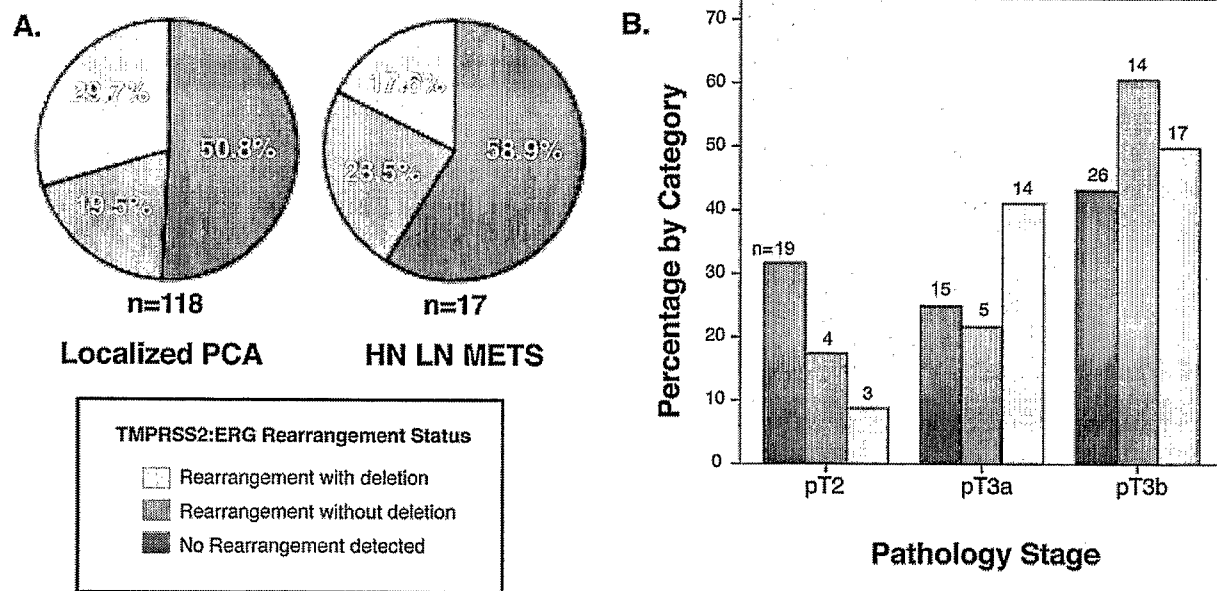 A.
29.7%
50.8%
19.5%
n=118
Localized PCA
17.6%
58.9%
23.5%
n=17
HN LN METS
TMPRSS2:ERG Rearrangement Status
Rearrangement with deletion
Rearrangement without deletion
No Rearrangement detected
B.
Percentage by Category
70
60
50
40
30
20
10
0
n=19
4
3
15
5
14
26
14
17
pT2
pT3a
pT3b
Pathology Stage